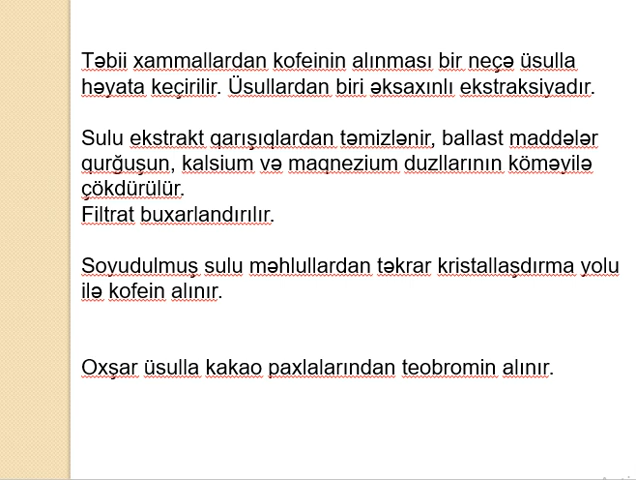 Təbii xammallardan kofeinin alınması bir neçə üsulla
həyata keçirilir. Üsullardan biri əksaxınlı ekstraksiyadır.
Sulu ekstrakt qarışıqlardan təmizlənir, ballast maddələr
qurğuşun, kalsium və maqnezium duzllarının köməyilə
çökdürülür.
Filtrat buxarlandırılır.
Soyudulmuş sulu məhlullardan təkrar kristallaşdırma yolu
ilə kofein alınır.
Oxşar üsulla kakao paxlalarından teobromin alınır.